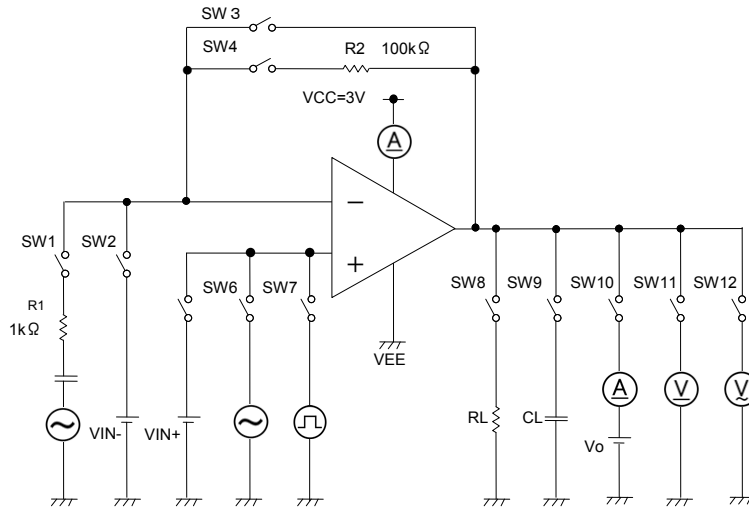 SW 3
SW4
R2 100kΩ
VCC=3V
A
−
+
SW1
SW2
SW6
SW7
SW8
SW9
SW10
SW11
SW12
R1
1kΩ
VEE
VIN-
VIN+
RL
CL
A
V
V
Vo